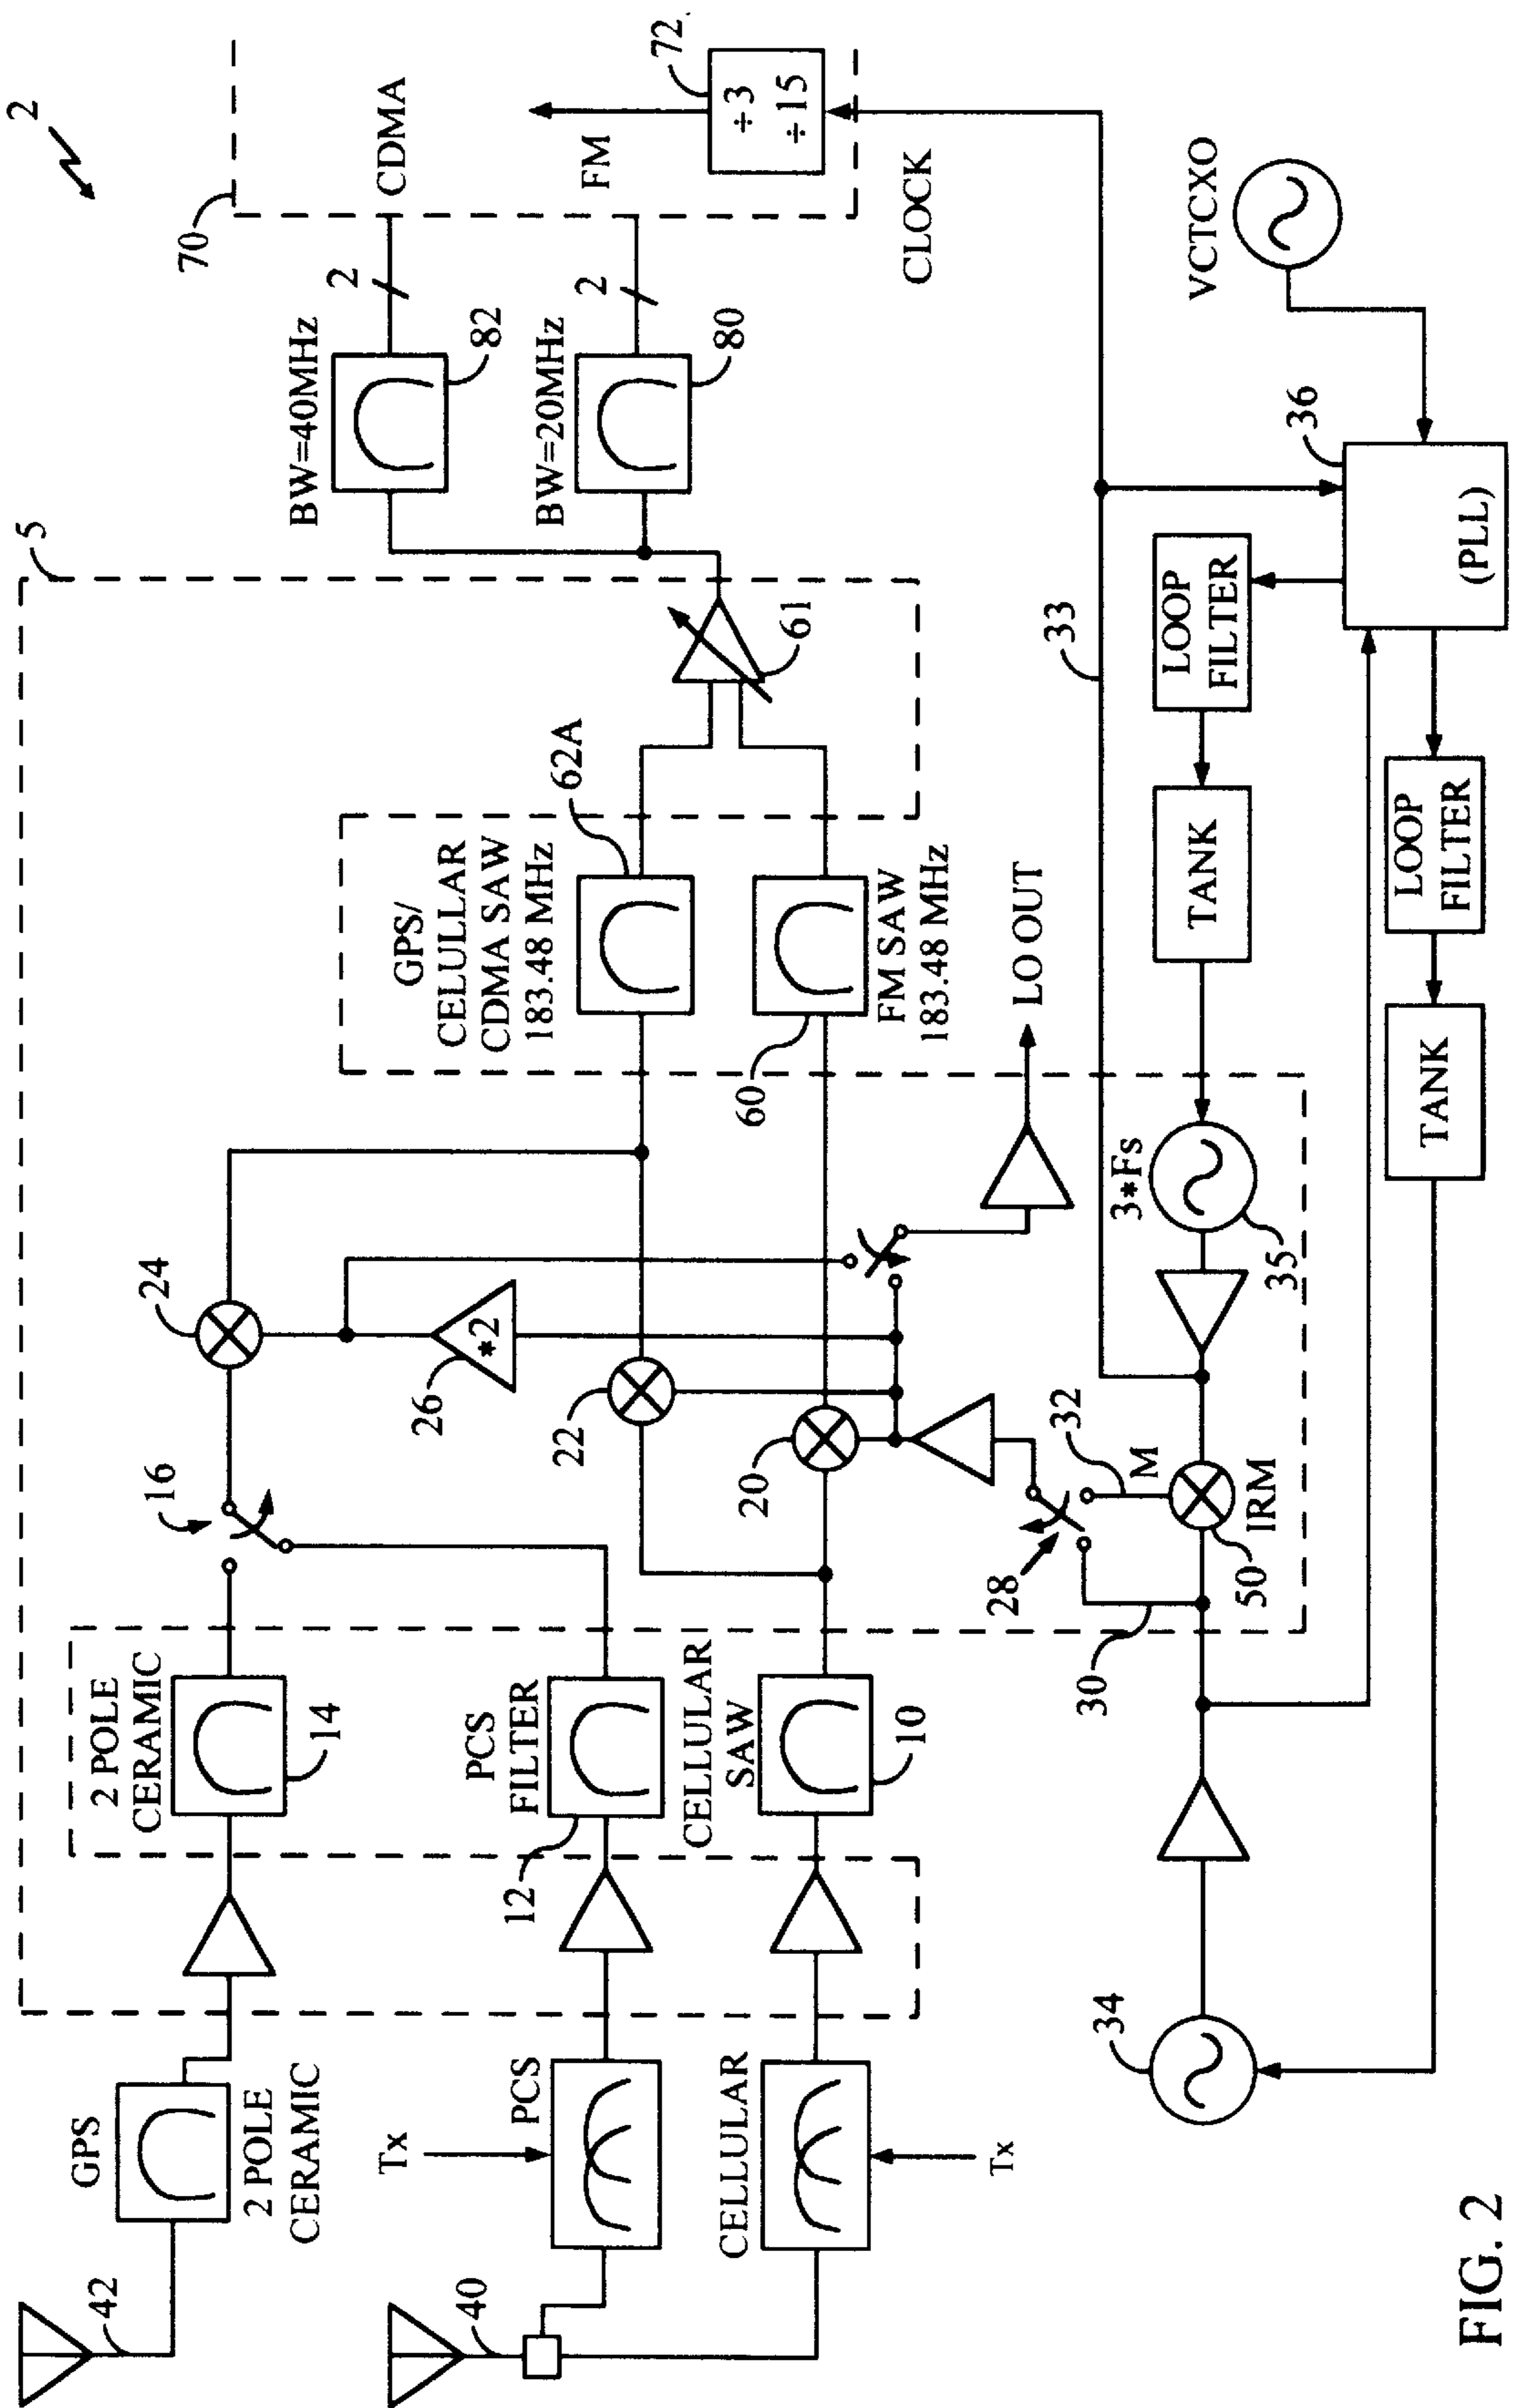 2
5
70
GPS
2 POLE
CERAMIC
42
2 POLE
CERAMIC
14
16
24
26
*2
GPS/
CELULLAR
CDMA SAW
183.48 MHz
62A
BW=40MHz
82
2
CDMA
Tx
PCS
40
12
PCS
FILTER
22
61
BW=20MHz
80
2
FM
72
÷3
÷15
CELLULAR
Tx
CELLULAR
SAW
10
20
60
FM SAW
183.48 MHz
LO OUT
CLOCK
28
32
M
30
50
IRM
3*Fs
35
33
TANK
LOOP
FILTER
34
36
(PLL)
VCTCXO
TANK
LOOP
FILTER
FIG. 2